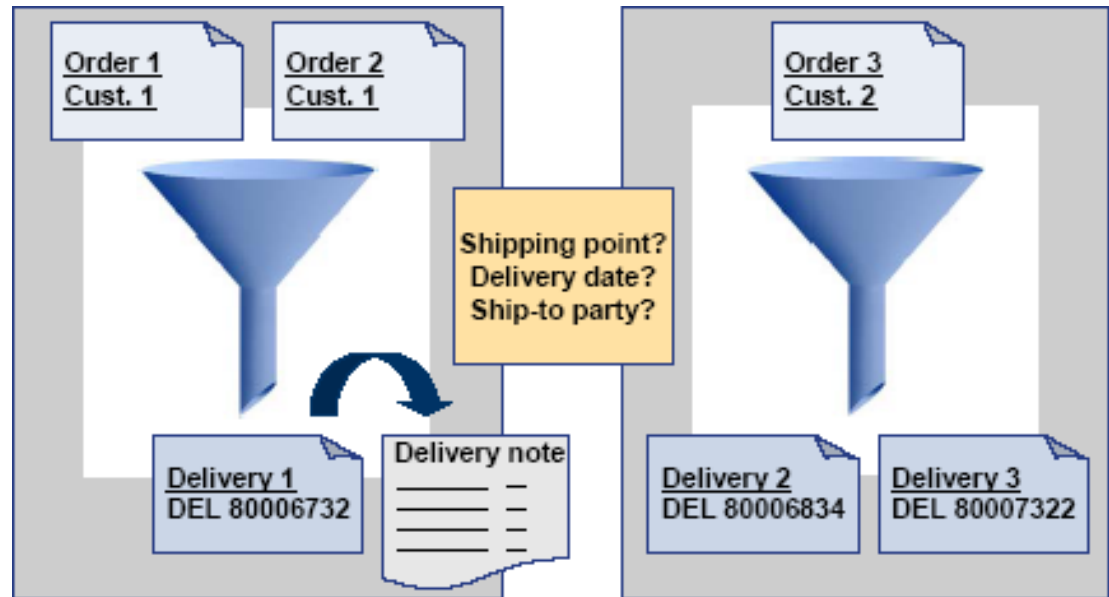 Order 1
Cust. 1
Order 2
Cust. 1
Order 3
Cust. 2
Shipping point?
Delivery date?
Ship-to party?
Delivery 1
DEL 80006732
Delivery note
Delivery 2
DEL 80006834
Delivery 3
DEL 80007322